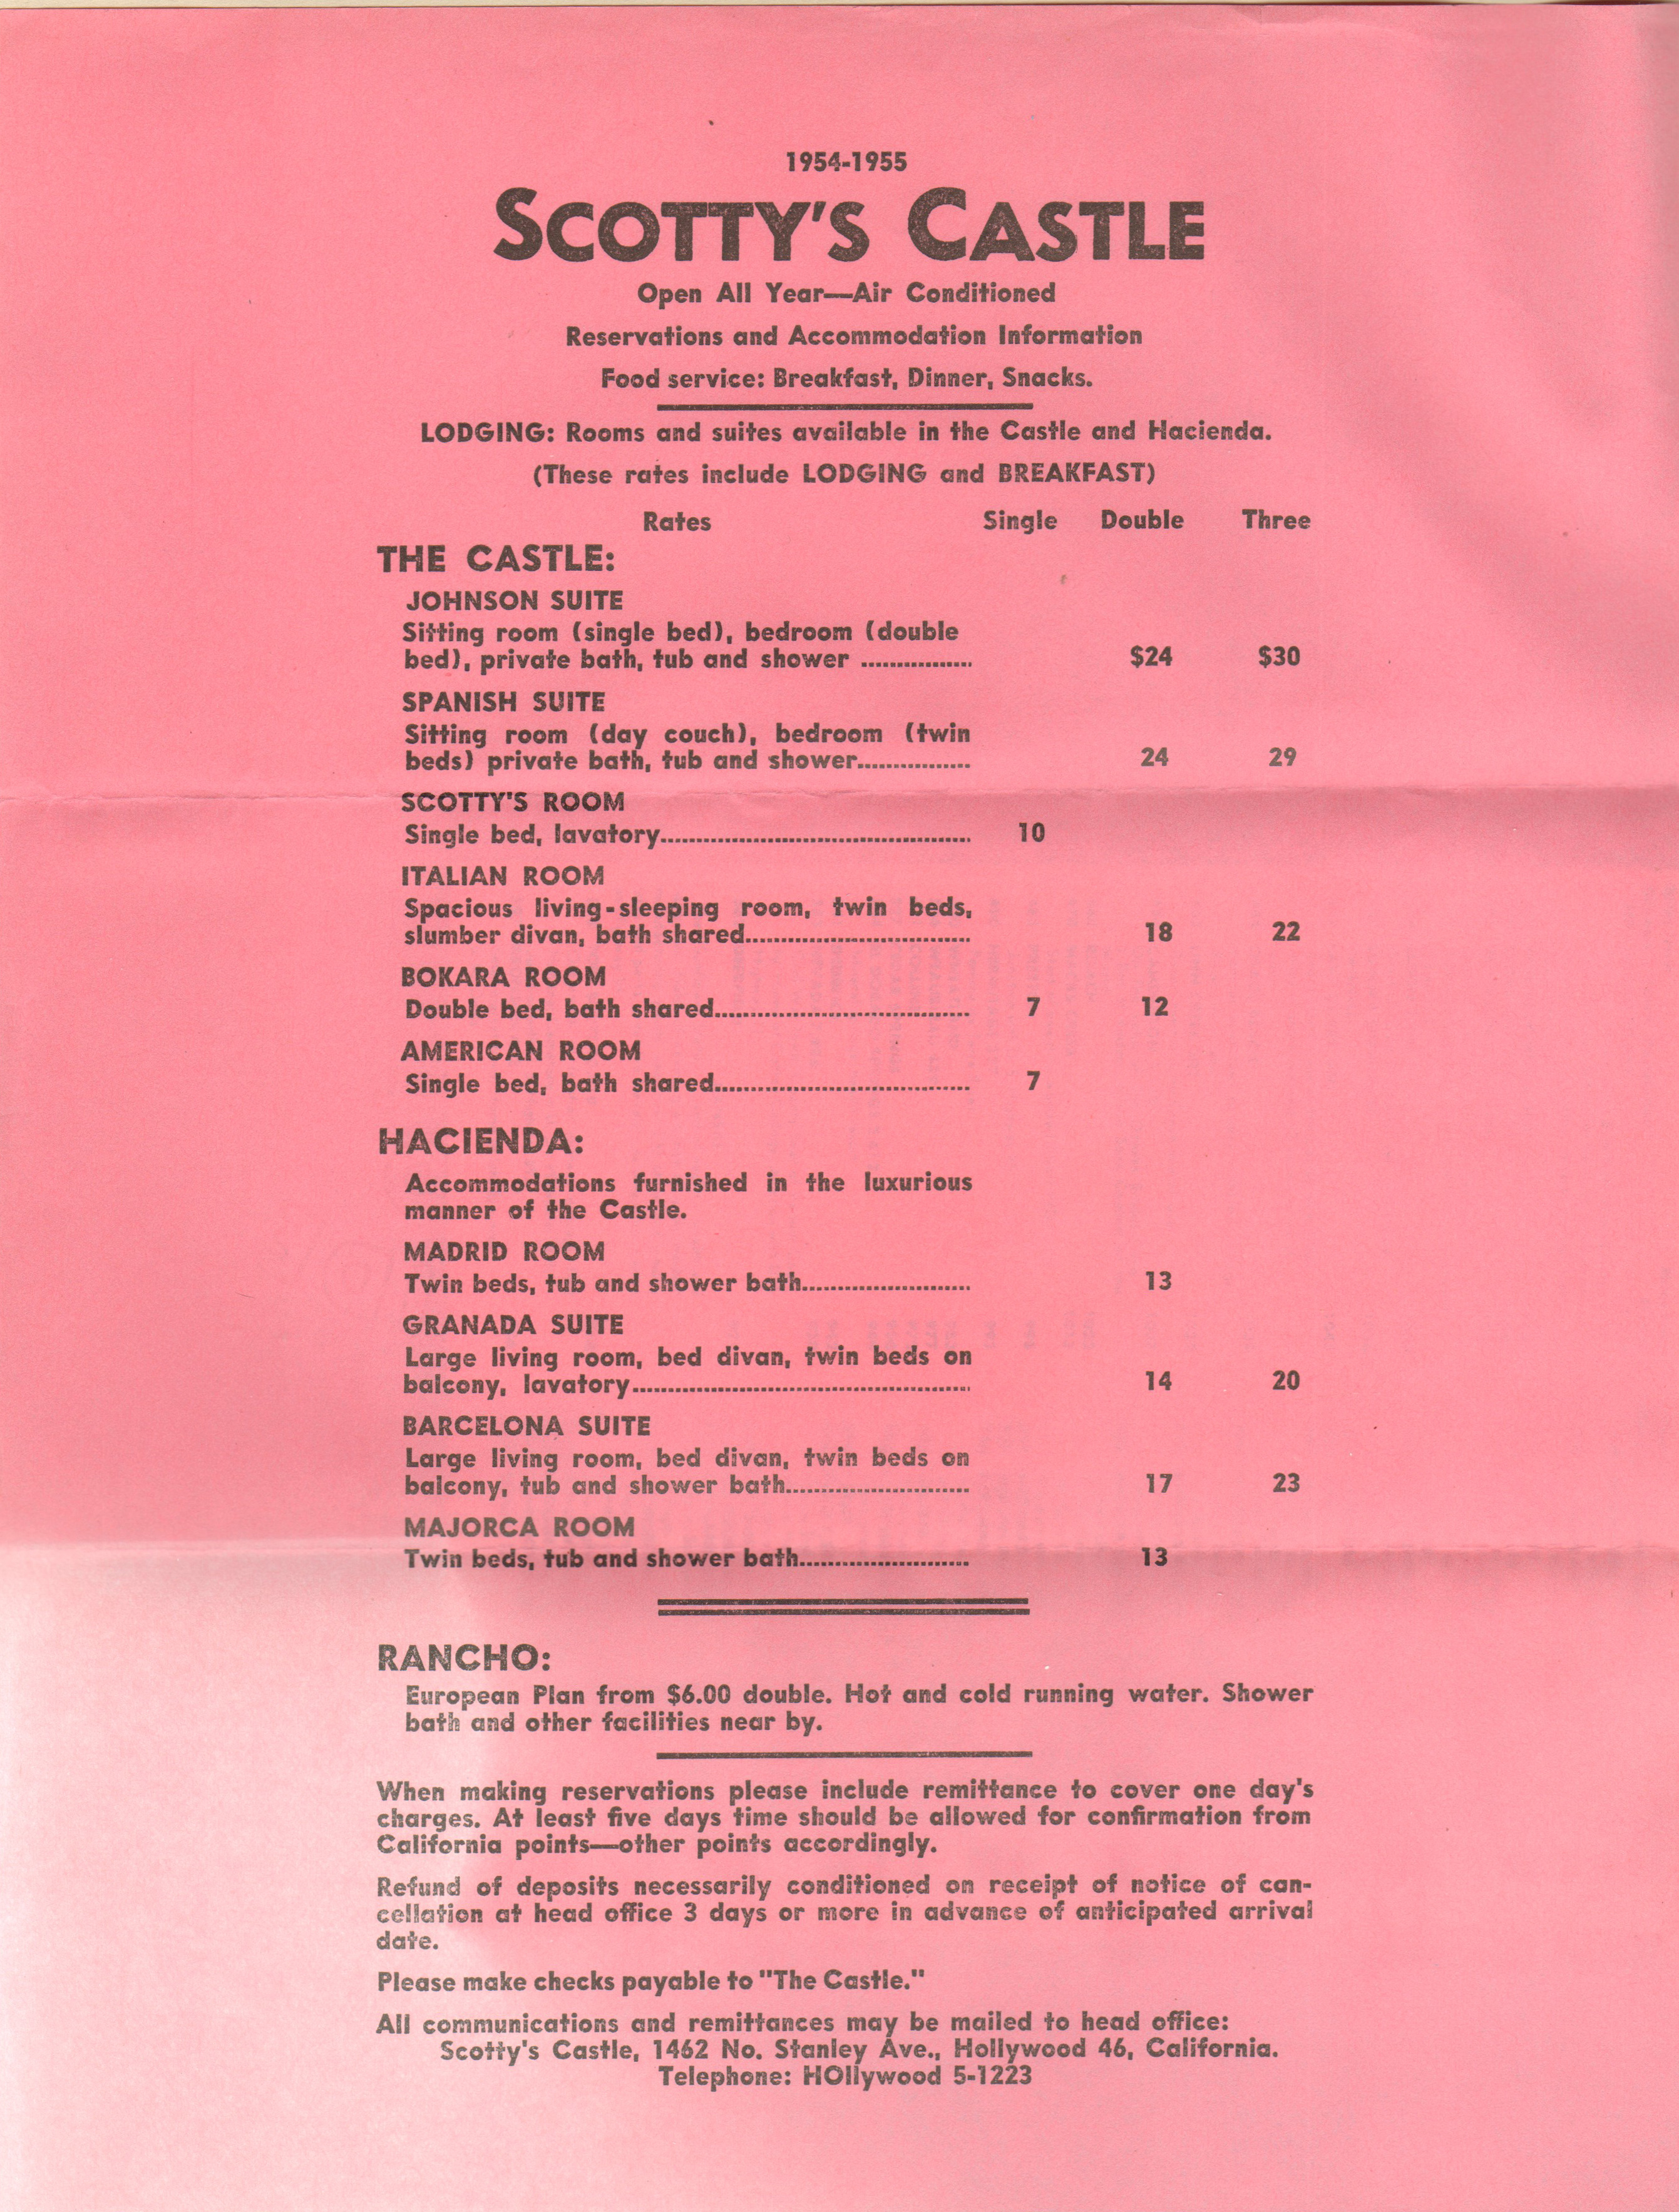 1954-1955
SCOTTY'S CASTLE
Open All Year—Air Conditioned
Reservations and Accommodation Information
Food service: Breakfast, Dinner, Snacks.
LODGING: Rooms and suites available in the Castle and Hacienda.
(These rates include LODGING and BREAKFAST)
Rates Single Double Three
THE CASTLE:
JOHNSON SUITE
Sitting room (single bed), bedroom (double
bed), private bath, tub and shower ................ $24 $30
SPANISH SUITE
Sitting room (day couch), bedroom (twin
beds) private bath, tub and shower................ 24 29
SCOTTY'S ROOM
Single bed, lavatory............................................ 10
ITALIAN ROOM
Spacious living-sleeping room, twin beds,
slumber divan, bath shared................................ 18 22
BOKARA ROOM
Double bed, bath shared.................................... 7 12
AMERICAN ROOM
Single bed, bath shared.................................... 7
HACIENDA:
Accommodations furnished in the luxurious
manner of the Castle.
MADRID ROOM
Twin beds, tub and shower bath........................ 13
GRANADA SUITE
Large living room, bed divan, twin beds on
balcony, lavatory................................................ 14 20
BARCELONA SUITE
Large living room, bed divan, twin beds on
balcony, tub and shower bath.......................... 17 23
MAJORCA ROOM
Twin beds, tub and shower bath........................ 13
RANCHO:
European Plan from $6.00 double. Hot and cold running water. Shower
bath and other facilities near by.
When making reservations please include remittance to cover one day's
charges. At least five days time should be allowed for confirmation from
California points—other points accordingly.
Refund of deposits necessarily conditioned on receipt of notice of can-
cellation at head office 3 days or more in advance of anticipated arrival
date.
Please make checks payable to "The Castle."
All communications and remittances may be mailed to head office:
Scotty's Castle, 1462 No. Stanley Ave., Hollywood 46, California.
Telephone: HOllywood 5-1223